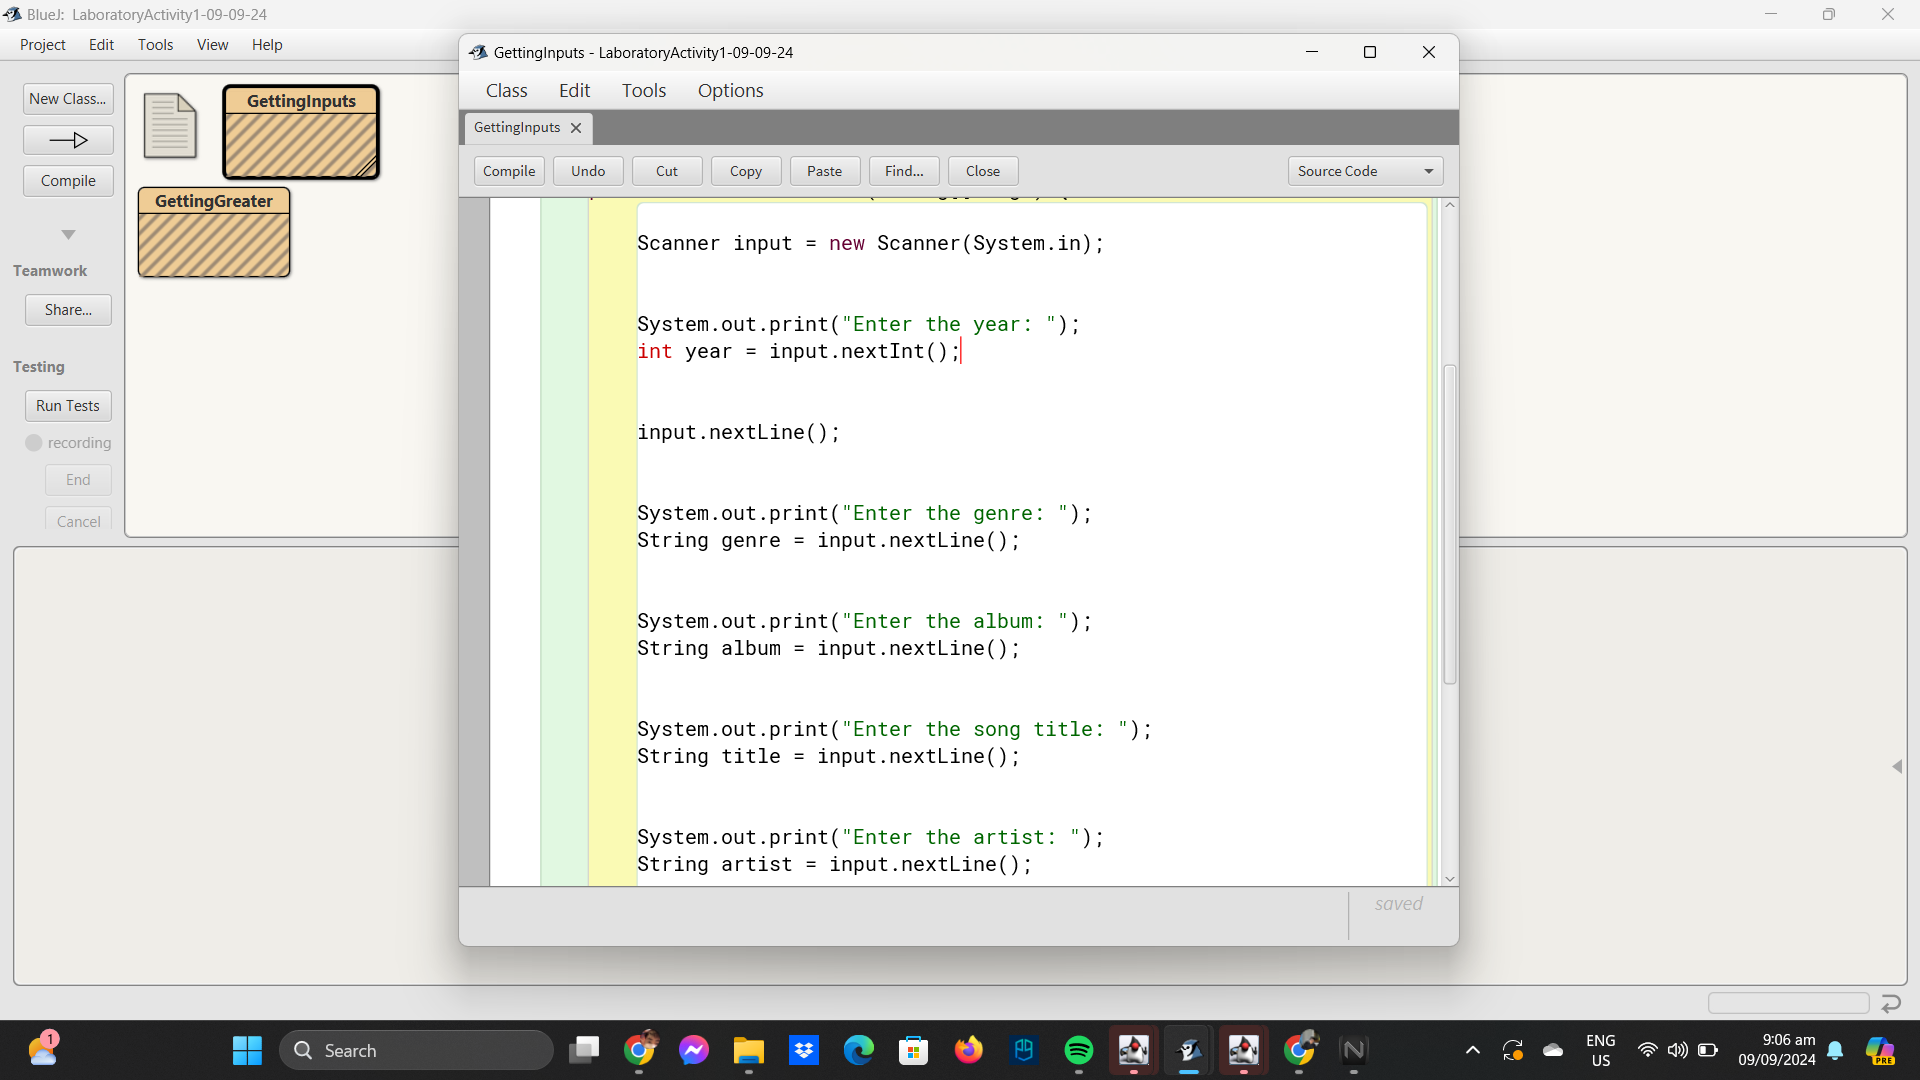 BlueJ: LaboratoryActivity1-09-09-24
Project Edit Tools View Help
New Class...
Compile
Teamwork
Share...
Testing
Run Tests
recording
End
Cancel
GettingInputs
GettingGreater
GettingInputs - LaboratoryActivity1-09-09-24
Class Edit Tools Options
GettingInputs
Compile Undo Cut Copy Paste Find... Close Source Code
Scanner input = new Scanner(System.in);
System.out.print("Enter the year: ");
int year = input.nextInt();
input.nextLine();
System.out.print("Enter the genre: ");
String genre = input.nextLine();
System.out.print("Enter the album: ");
String album = input.nextLine();
System.out.print("Enter the song title: ");
String title = input.nextLine();
System.out.print("Enter the artist: ");
String artist = input.nextLine();
saved
1
Search
ENG
US
9:06 am
09/09/2024
PRE